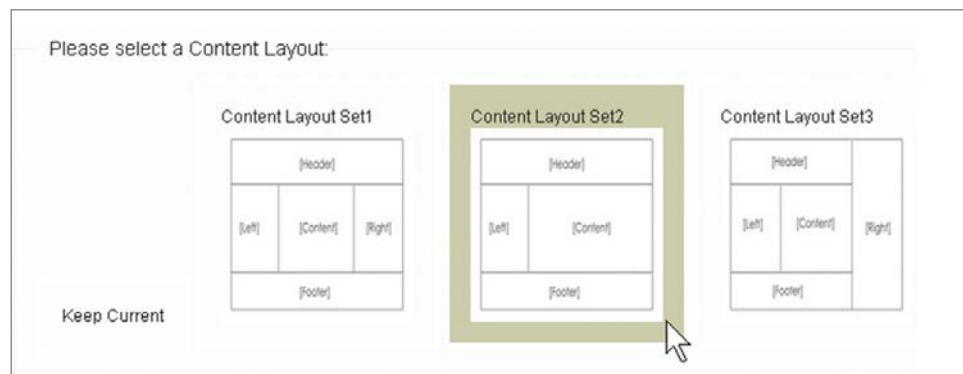 Please select a Content Layout:
Content Layout Set1
[Header]
[Left] [Content] [Right]
[Footer]
Content Layout Set2
[Header]
[Left] [Content]
[Footer]
Content Layout Set3
[Header]
[Left] [Content] [Right]
[Footer]
Keep Current